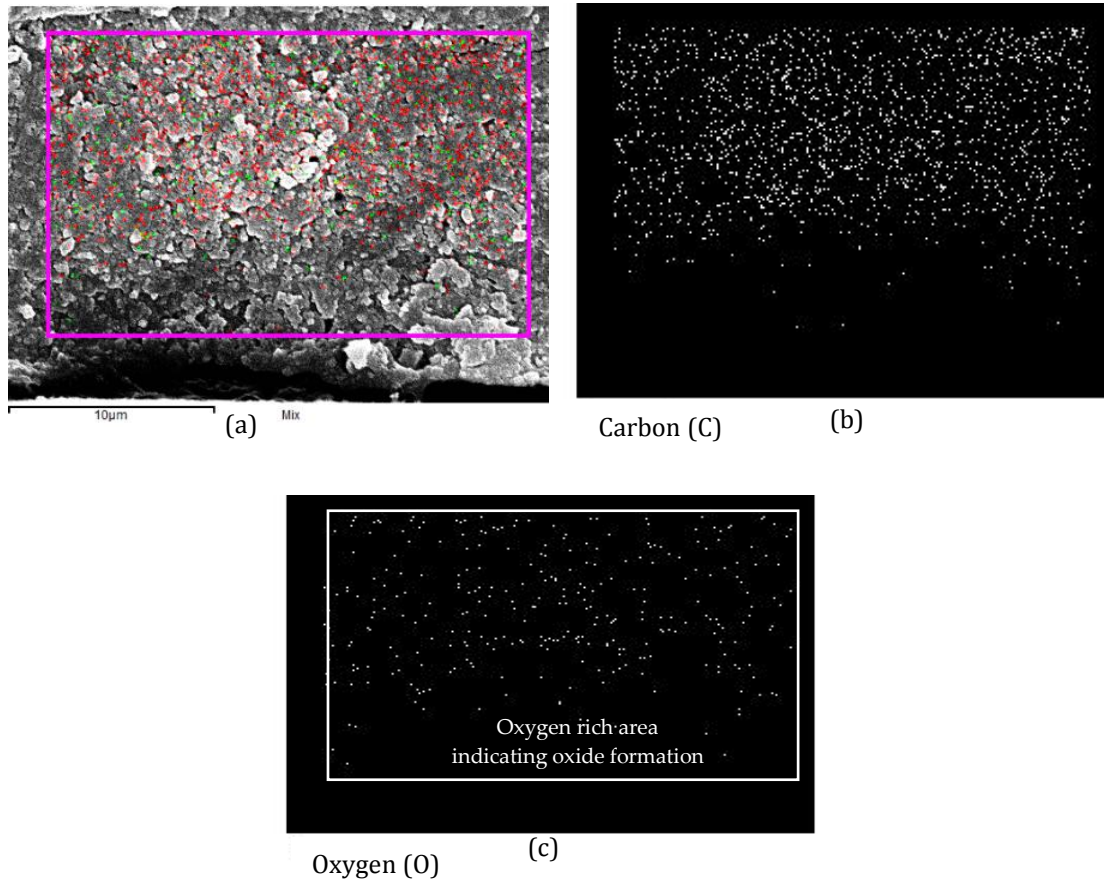 10µm
Mix
(a)
Carbon (C)
(b)
Oxygen rich area
indicating oxide formation
Oxygen (O)
(c)